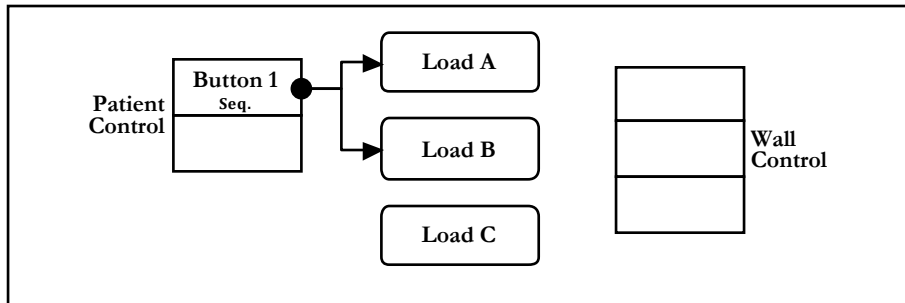 Button 1
Seq.
Patient
Control
Load A
Load B
Load C
Wall
Control